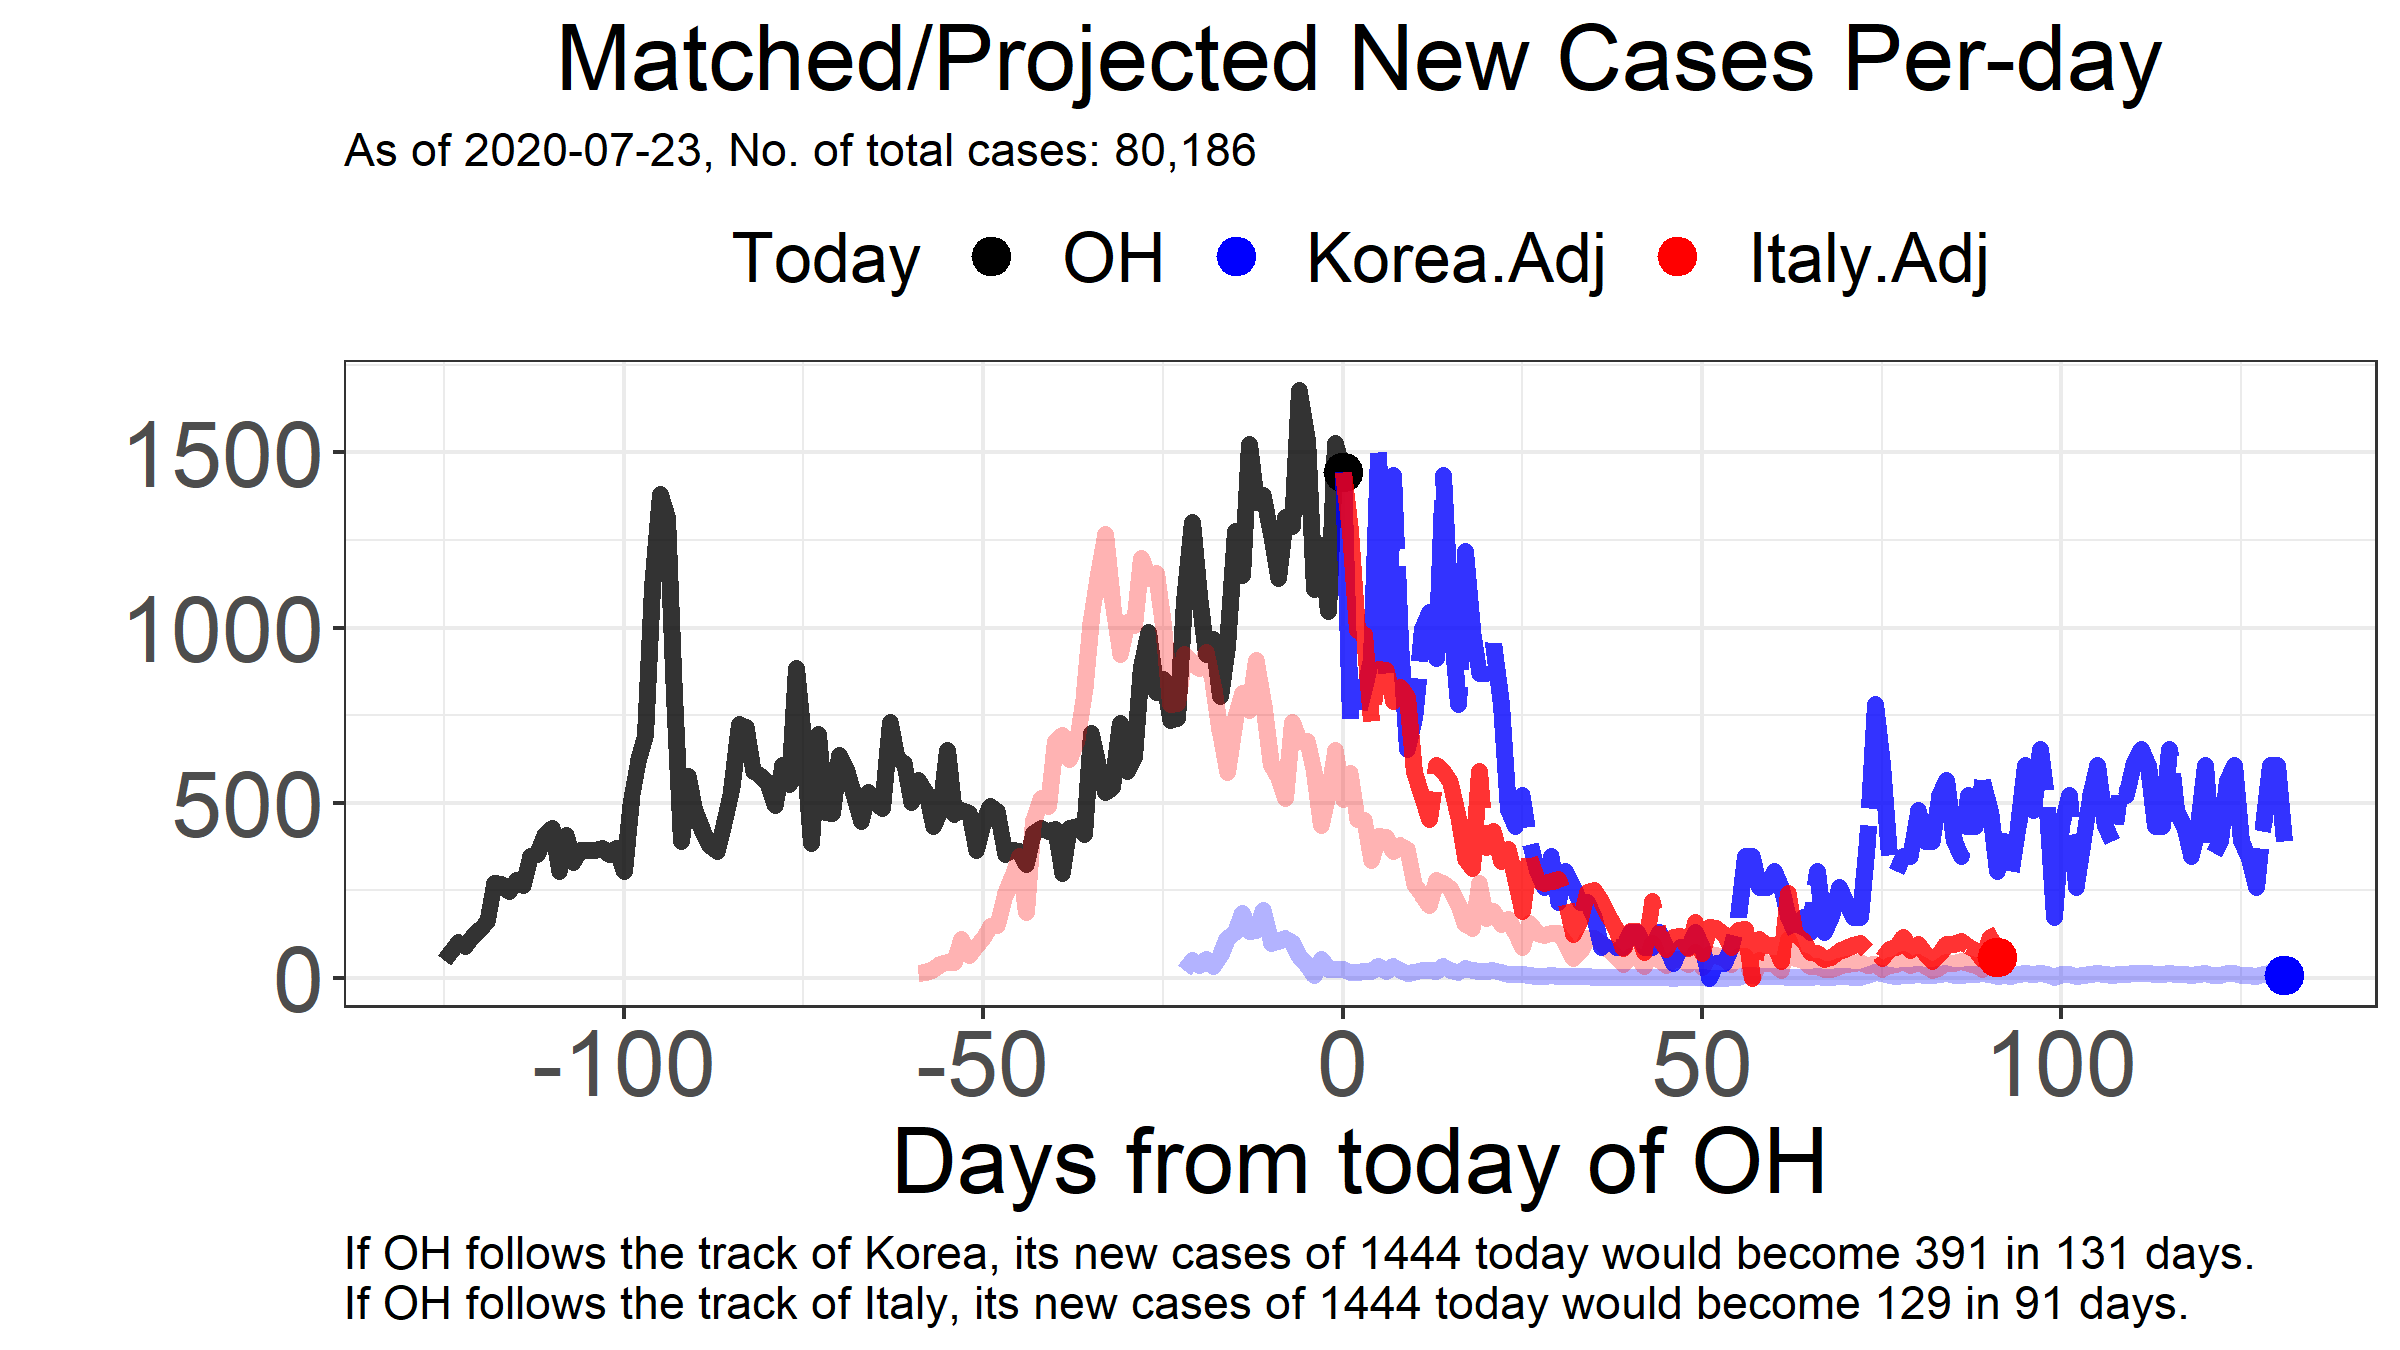 Matched/Projected New Cases Per-day
As of 2020-07-23, No. of total cases: 80,186
Today OH Korea.Adj Italy.Adj
1500
1000
500
0
-100 -50 0 50 100
Days from today of OH
If OH follows the track of Korea, its new cases of 1444 today would become 391 in 131 days.
If OH follows the track of Italy, its new cases of 1444 today would become 129 in 91 days.